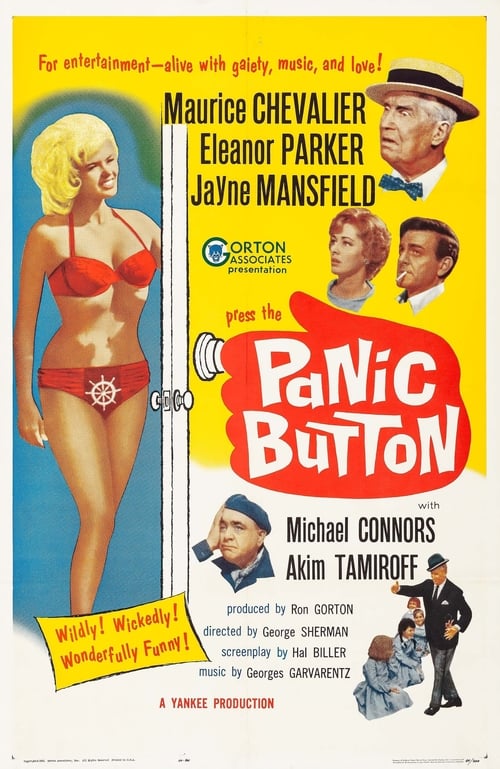 For entertainment—alive with gaiety, music, and love!
Maurice CHEVALIER
Eleanor PARKER
Jayne MANSFIELD
GORTON
ASSOCIATES
presentation
press the
PANIC
BUTTON
with
Michael CONNORS
Akim TAMIROFF
Wildly! Wickedly!
Wonderfully Funny!
produced by Ron GORTON
directed by George SHERMAN
screenplay by Hal BILLER
music by Georges GARVARENTZ
A YANKEE PRODUCTION